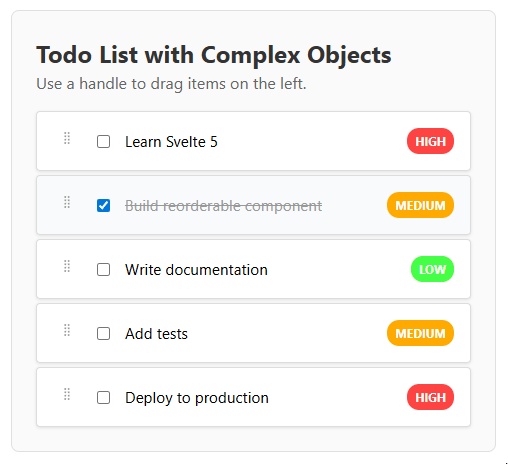 Todo List with Complex Objects
Use a handle to drag items on the left.
Learn Svelte 5 HIGH
Build reorderable component MEDIUM
Write documentation LOW
Add tests MEDIUM
Deploy to production HIGH